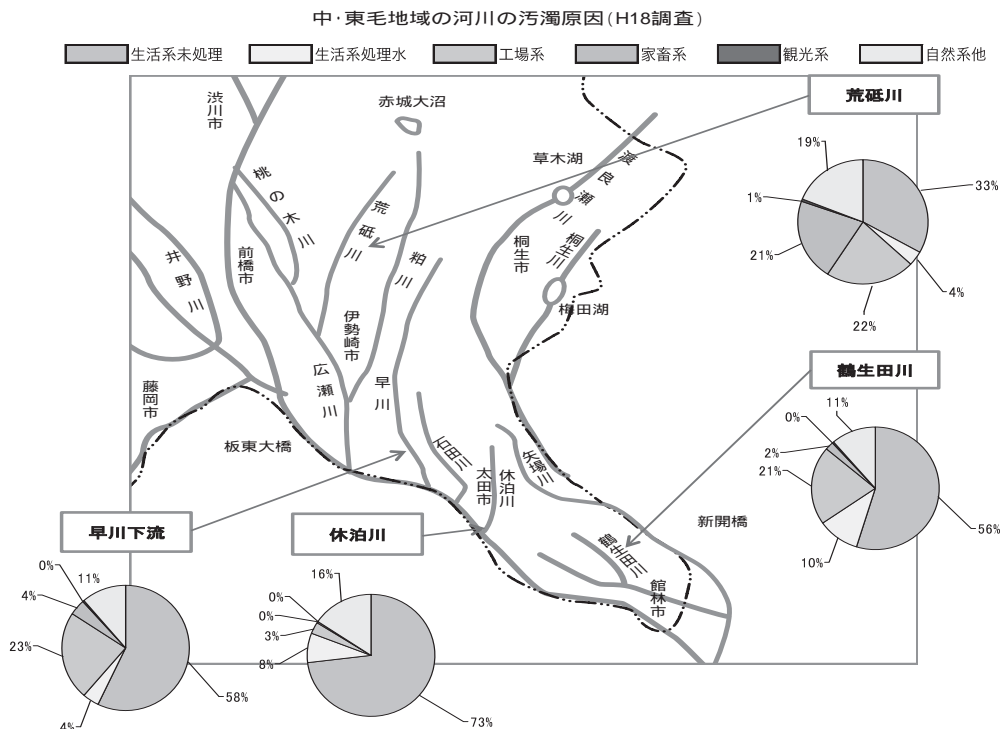 中・東毛地域の河川の汚濁原因(H18調査)
生活系未処理 生活系処理水 工場系 家畜系 観光系 自然系他
荒砥川
19%
33%
1%
21%
4%
22%
渋川市
赤城大沼
草木湖
渡良瀬川
桃の木川
荒砥川
桐生市
桐生川
井野川
前橋市
粕川
梅田湖
伊勢崎市
広瀬川
早川
藤岡市
板東大橋
石田川
太田市
休泊川
矢場川
新開橋
鶴生田川
館林市
鶴生田川
11%
0%
2%
21%
56%
10%
早川下流
0%
11%
4%
23%
58%
4%
休泊川
16%
0%
0%
3%
8%
73%